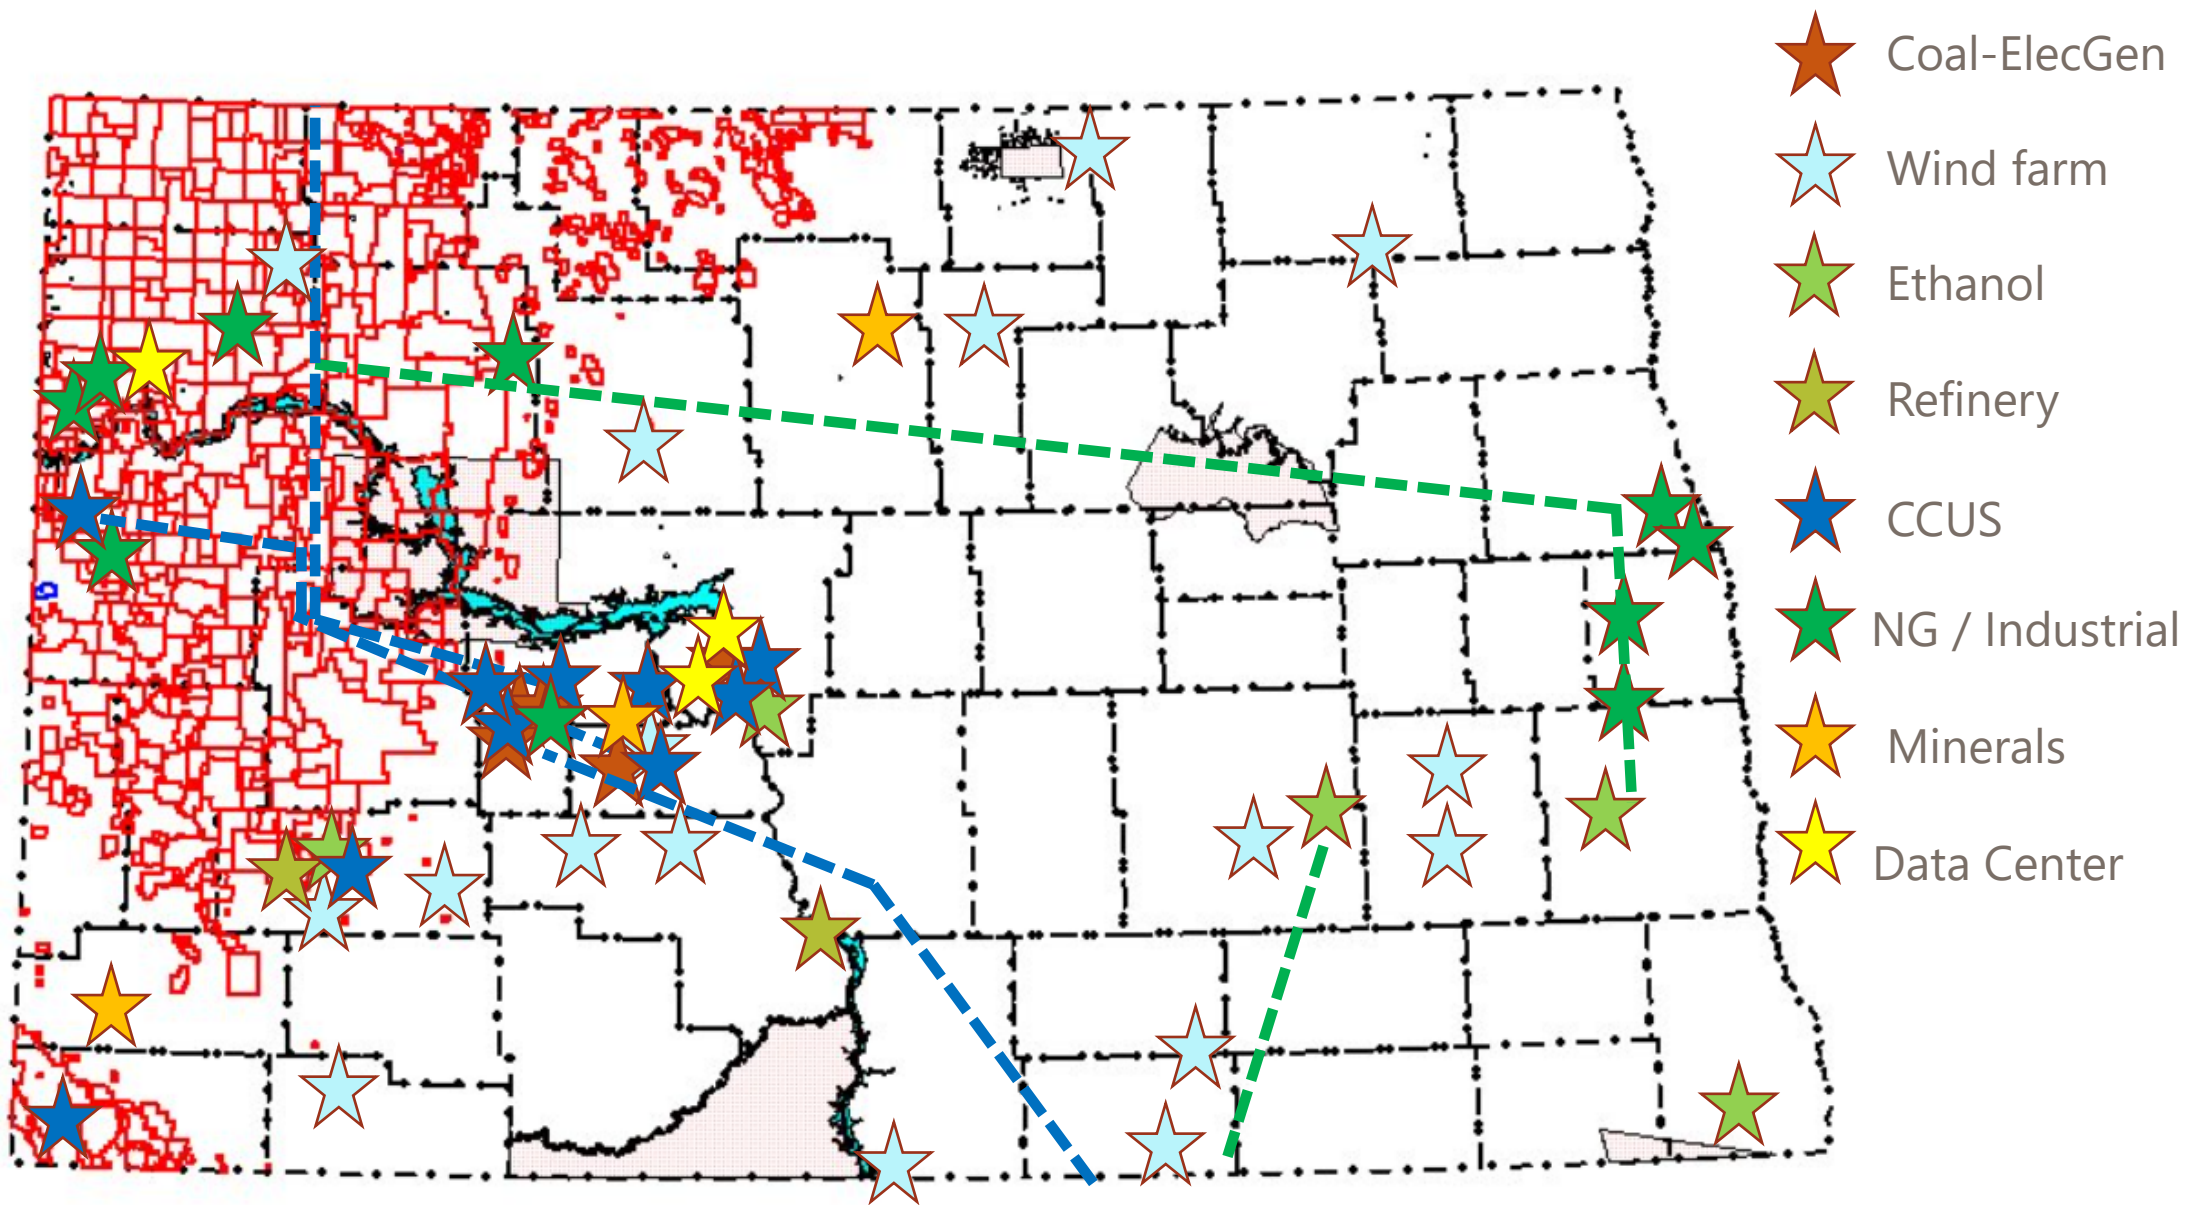 Coal-ElecGen
Wind farm
Ethanol
Refinery
CCUS
NG / Industrial
Minerals
Data Center